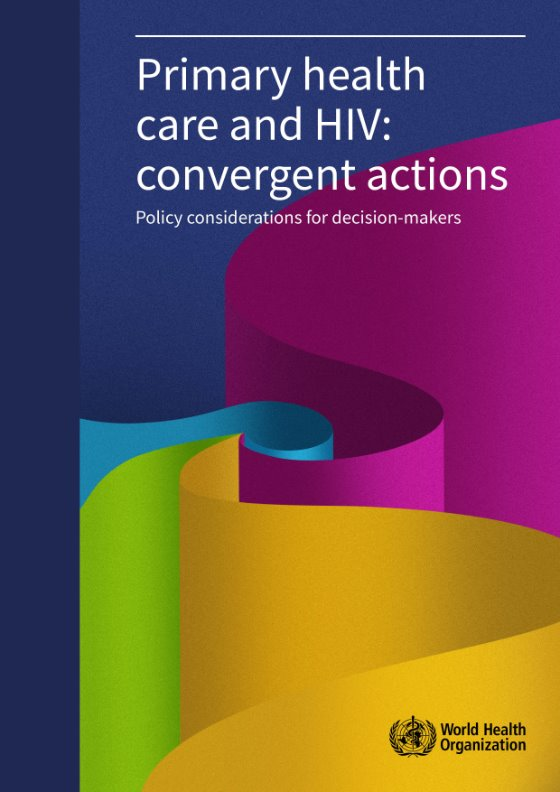 Primary health
care and HIV:
convergent actions
Policy considerations for decision-makers
World Health
Organization